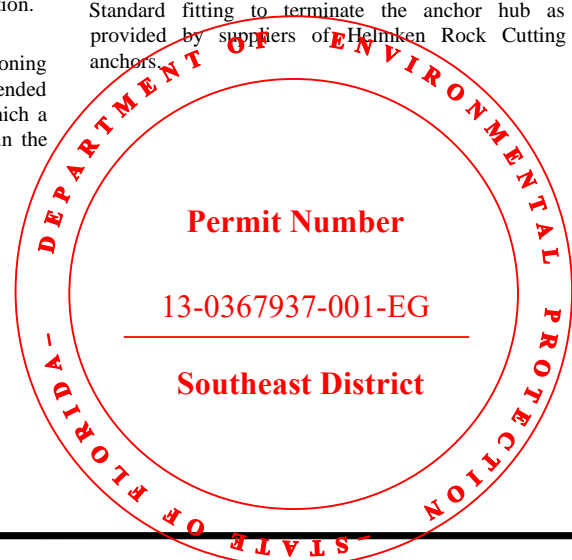 tion.
oning
ended
hich a
in the
Standard fitting to terminate the anchor hub as
provided by suppliers of Helmken Rock Cutting
anchors.
DEPARTMENT OF ENVIRONMENTAL PROTECTION
Permit Number
13-0367937-001-EG
Southeast District
-STATE OF FLORIDA-